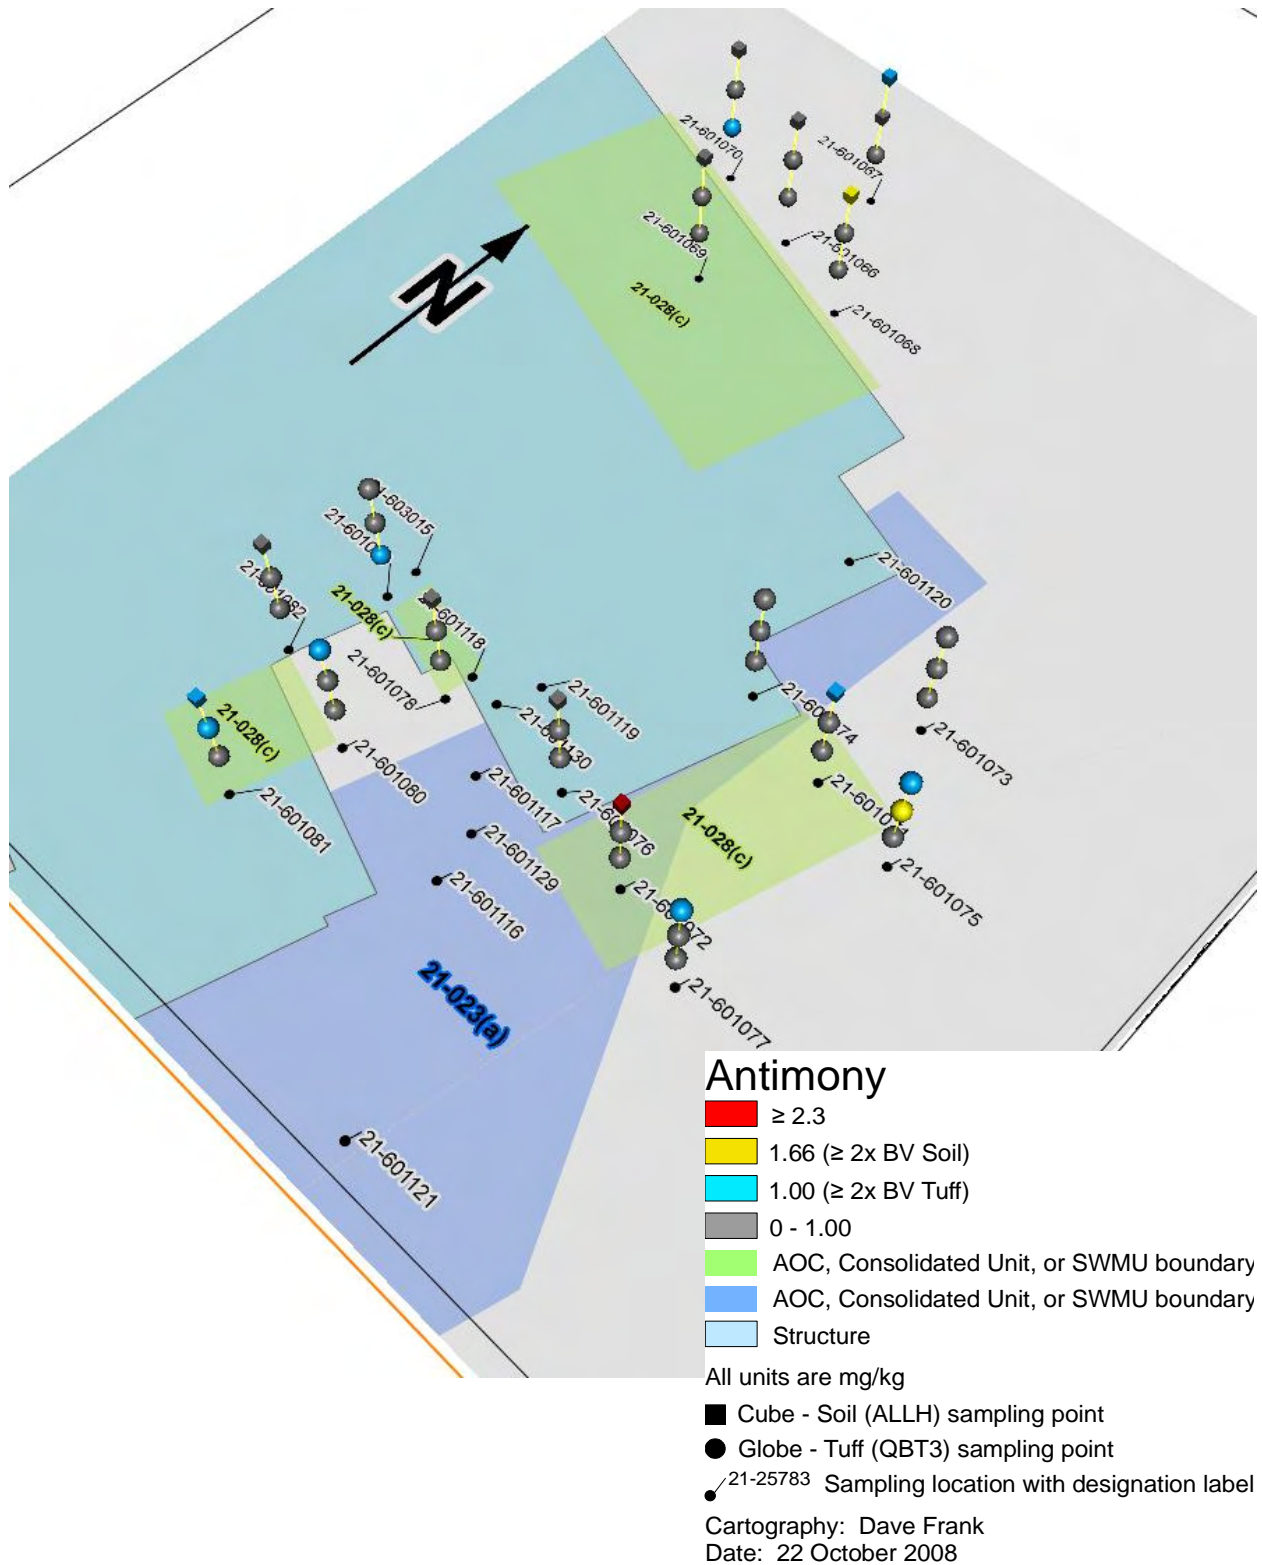 21-601070
21-601067
21-601069
21-601066
21-028(c)
21-601068
N
21-603015
21-028(c)
21-601118
21-601120
21-601078
21-601119
21-028(c)
21-601080
21-601073
21-601117
21-601081
21-028(c)
21-601129
21-601116
21-601075
21-023(a)
21-601077
21-601121
Antimony
≥ 2.3
1.66 (≥ 2x BV Soil)
1.00 (≥ 2x BV Tuff)
0 - 1.00
AOC, Consolidated Unit, or SWMU boundary
AOC, Consolidated Unit, or SWMU boundary
Structure
All units are mg/kg
Cube - Soil (ALLH) sampling point
Globe - Tuff (QBT3) sampling point
21-25783 Sampling location with designation label
Cartography: Dave Frank
Date: 22 October 2008